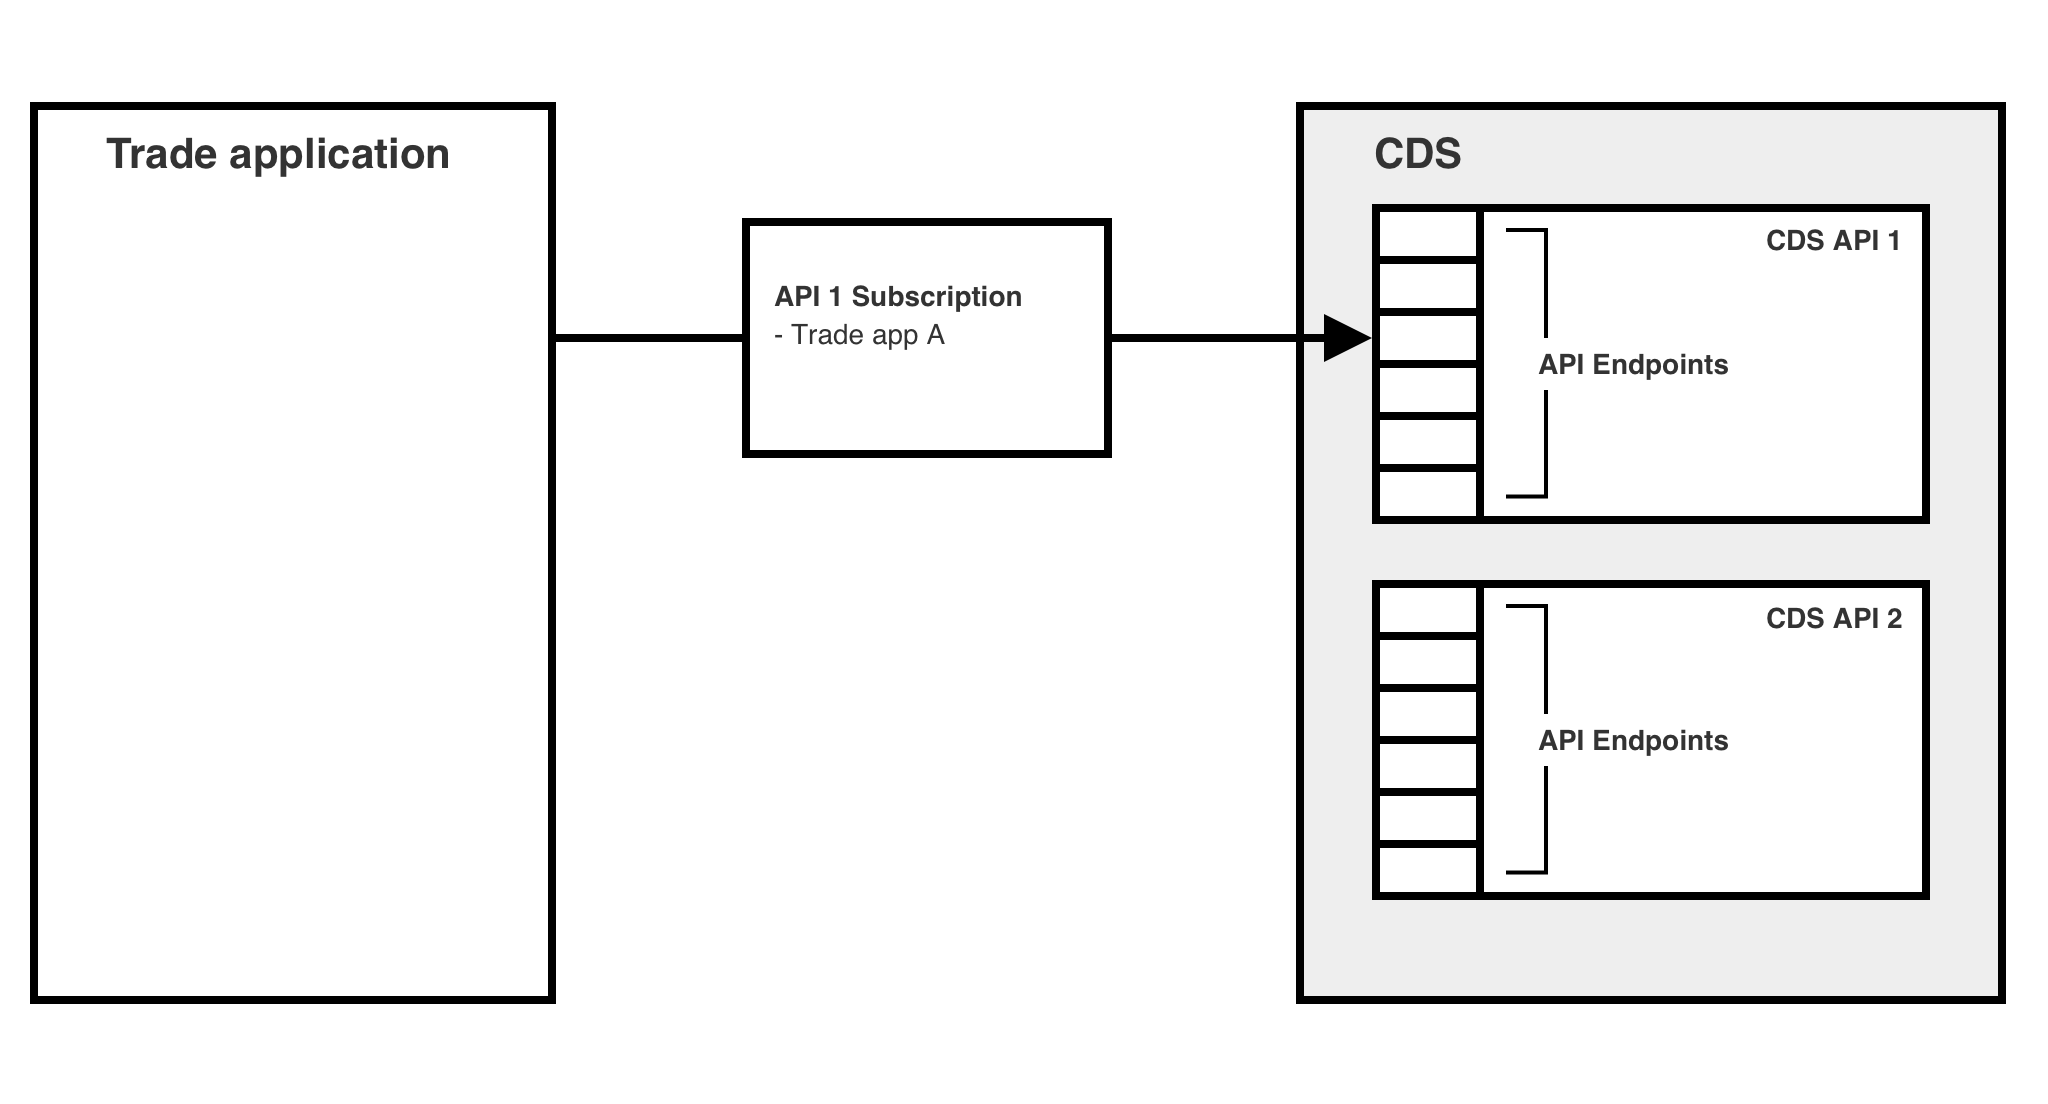 Trade application
API 1 Subscription
- Trade app A
CDS
CDS API 1
API Endpoints
CDS API 2
API Endpoints